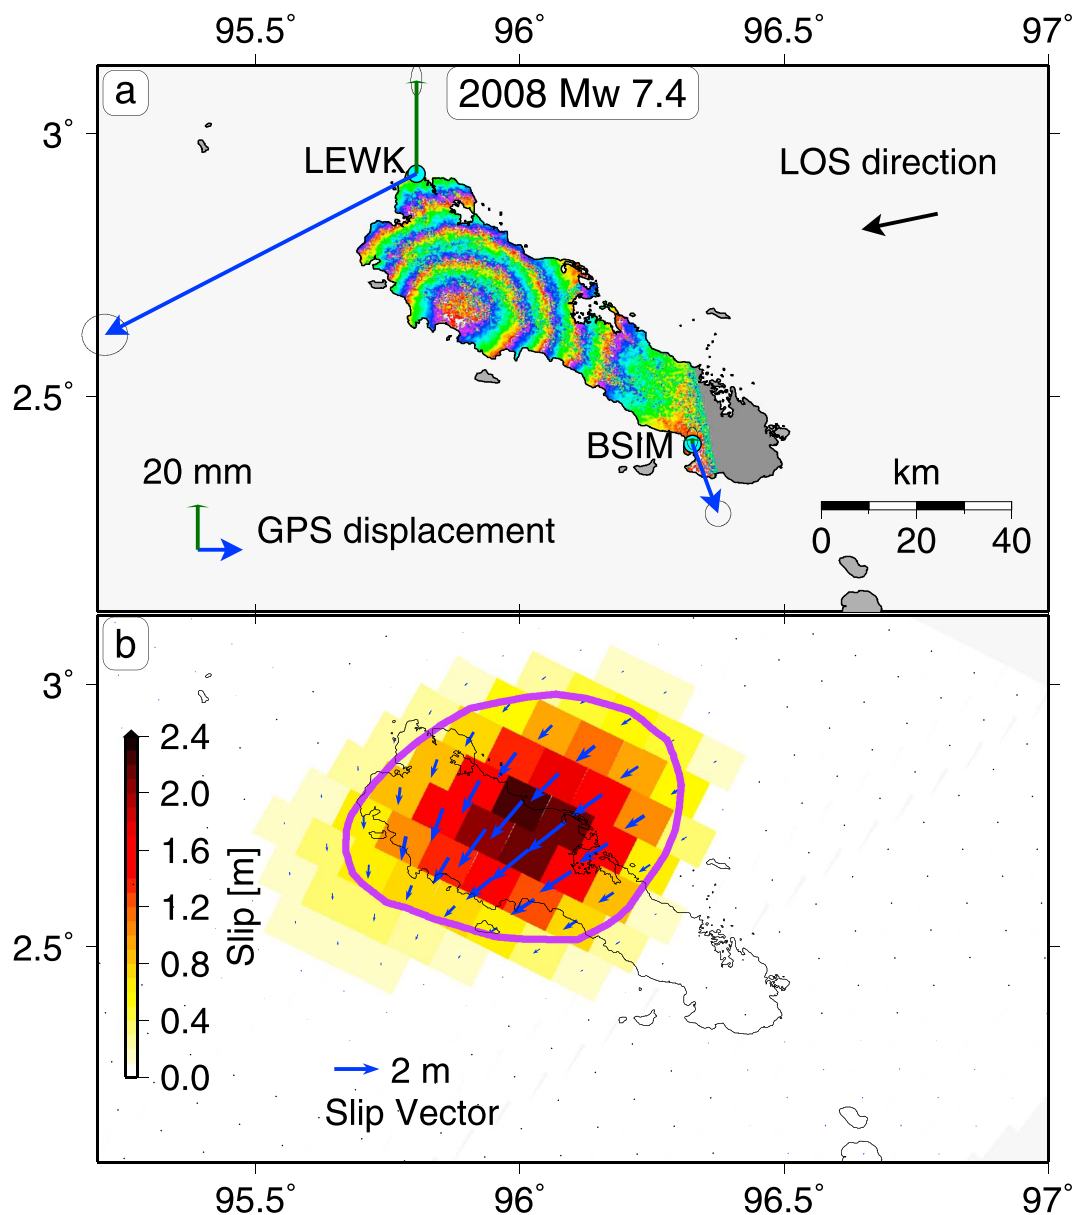 95.5° 96° 96.5° 97°
a
2008 Mw 7.4
3°
LEWK
LOS direction
2.5°
BSIM
20 mm
km
GPS displacement
0 20 40
b
3°
2.4
2.0
1.6
1.2
0.8
0.4
0.0
Slip [m]
2.5°
2 m
Slip Vector
95.5° 96° 96.5° 97°